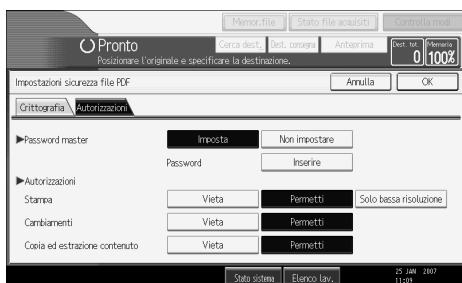 Memor.file Stato file acquisiti Controlla modi
Pronto Cerca dest. Dest. consegna Anteprima Dest. tot. Memoria
Posizionare l'originale e specificare la destinazione. 0 100%
Impostazioni sicurezza file PDF Annulla OK
Crittografia Autorizzazioni
►Password master Imposta Non impostare
Password Inserire
►Autorizzazioni
Stampa Vieta Permetti Solo bassa risoluzione
Cambiamenti Vieta Permetti
Copia ed estrazione contenuto Vieta Permetti
Stato sistema Elenco lav. 25 JAN 2007
11:09